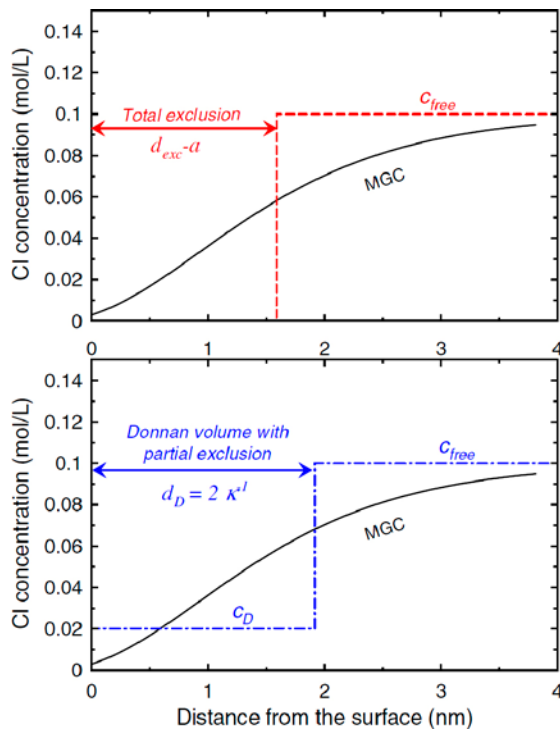 0.14
0.12
0.1
0.08
0.06
0.04
0.02
0
Cl concentration (mol/L)
Total exclusion
d_exc-a
c_free
MGC
0 1 2 3 4
0.14
0.12
0.1
0.08
0.06
0.04
0.02
0
Cl concentration (mol/L)
Donnan volume with
partial exclusion
d_D = 2 κ⁻¹
c_free
MGC
c_D
0 1 2 3 4
Distance from the surface (nm)